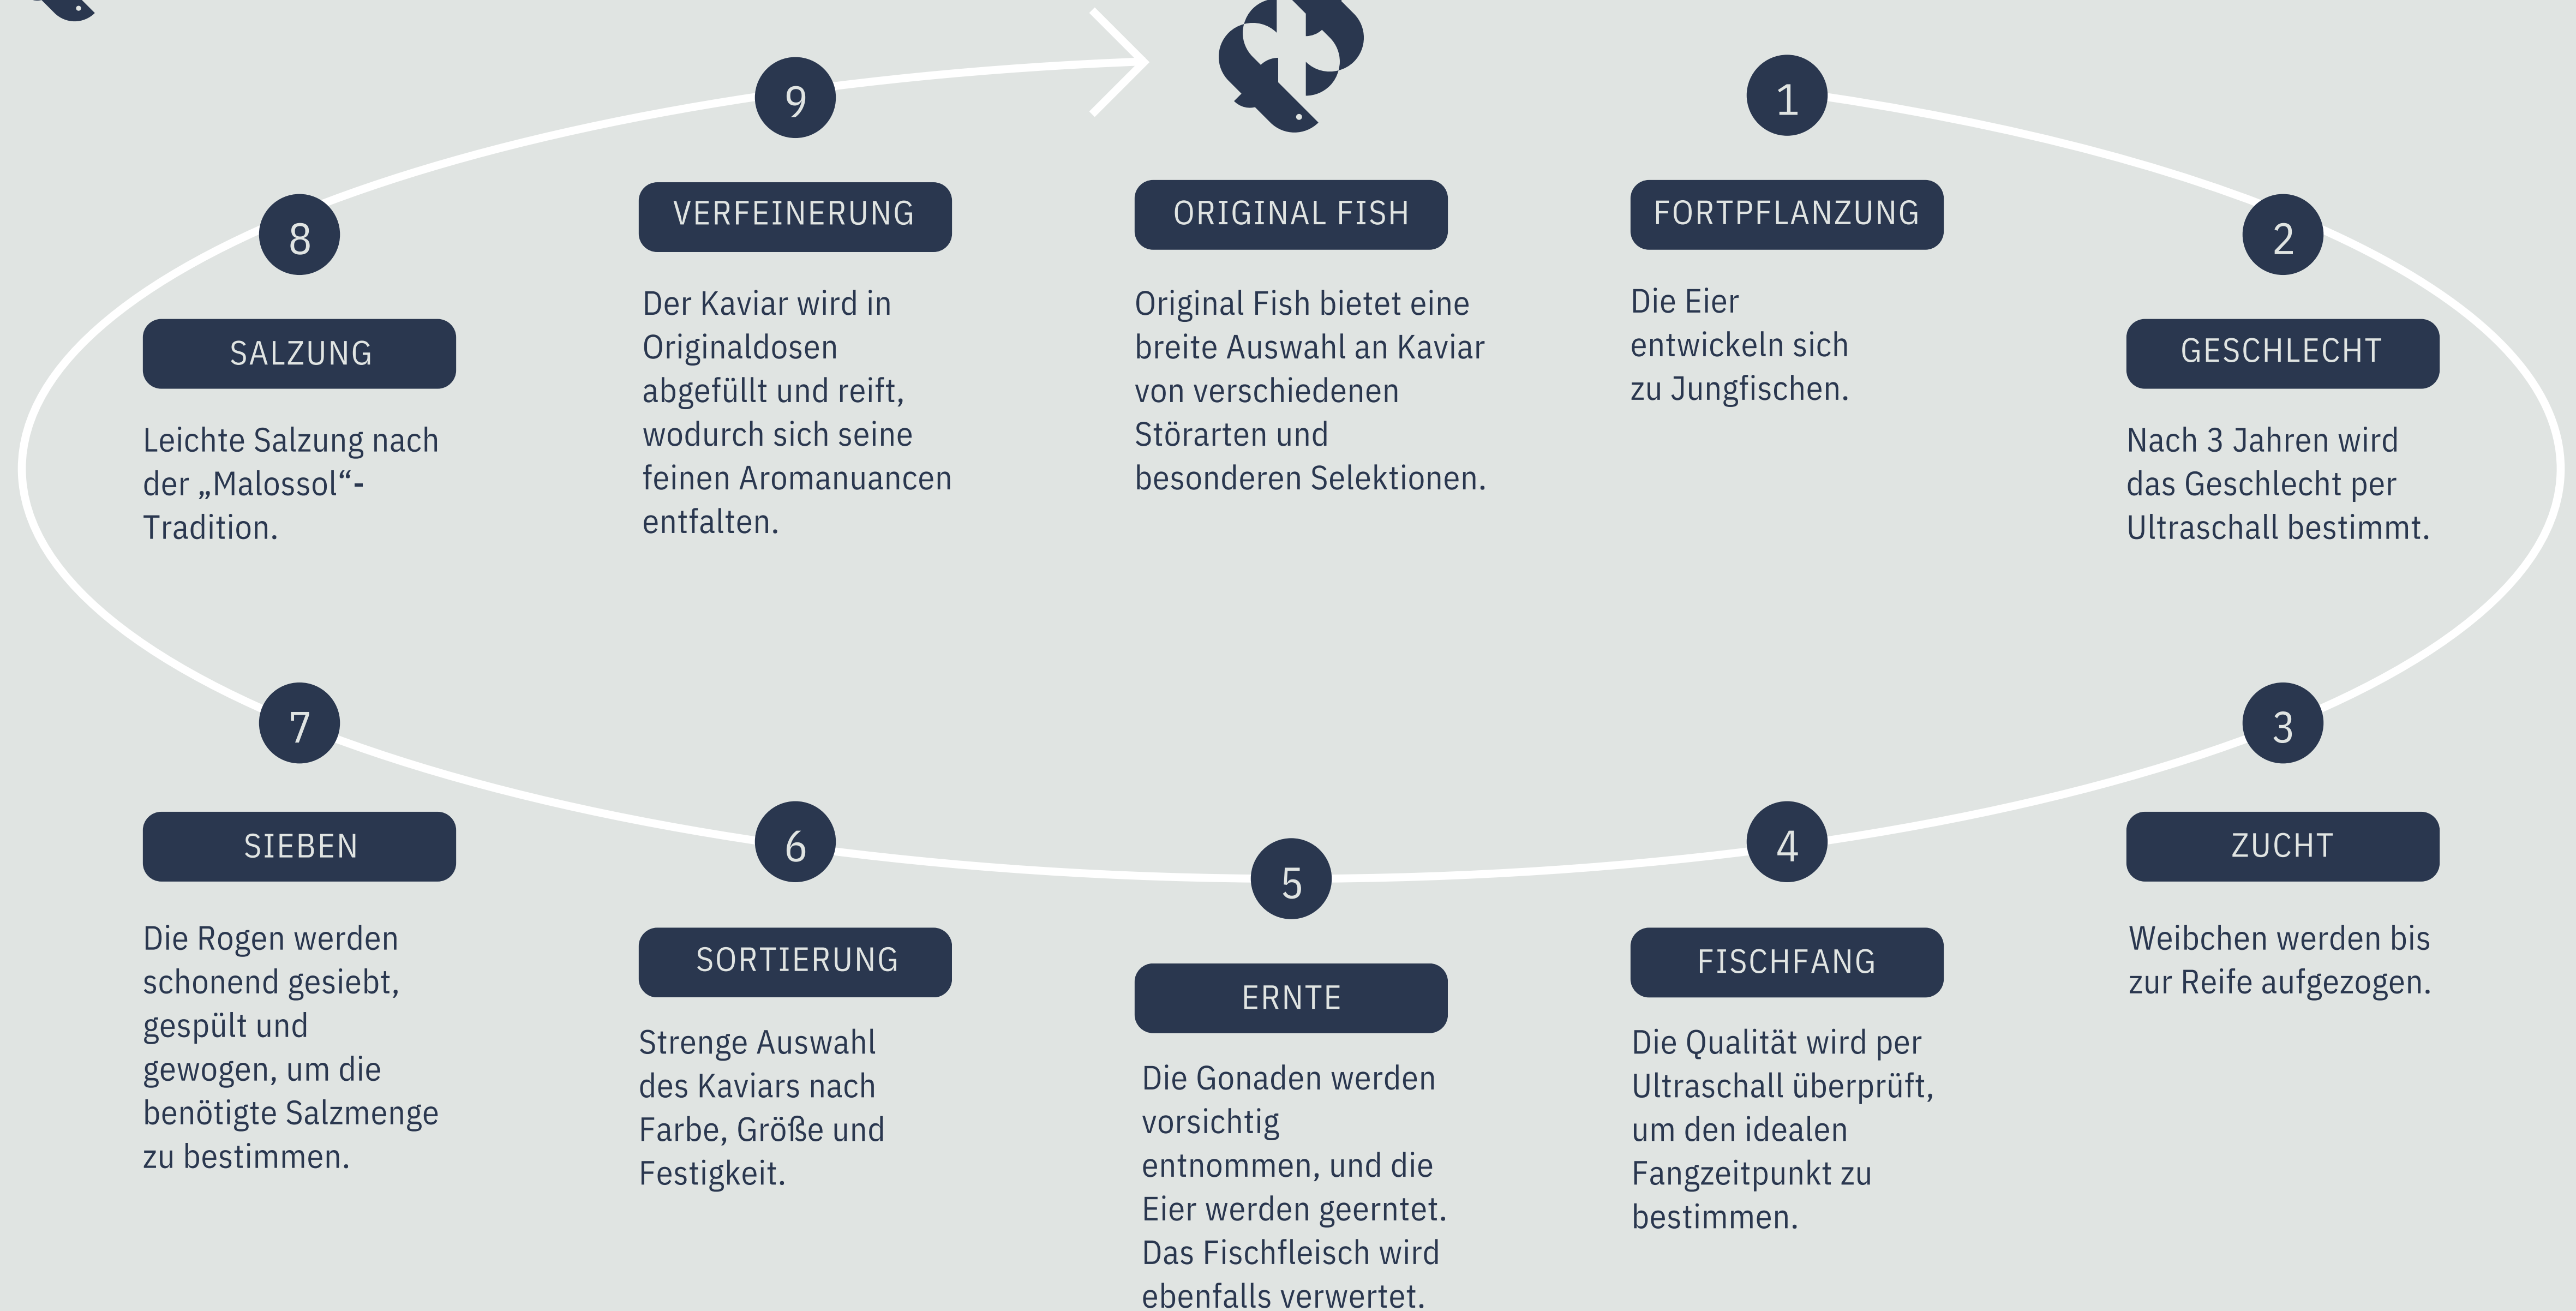 1
FORTPFLANZUNG
Die Eier
entwickeln sich
zu Jungfischen.
2
GESCHLECHT
Nach 3 Jahren wird
das Geschlecht per
Ultraschall bestimmt.
3
ZUCHT
Weibchen werden bis
zur Reife aufgezogen.
4
FISCHFANG
Die Qualität wird per
Ultraschall überprüft,
um den idealen
Fangzeitpunkt zu
bestimmen.
5
ERNTE
Die Gonaden werden
vorsichtig
entnommen, und die
Eier werden geerntet.
Das Fischfleisch wird
ebenfalls verwertet.
6
SORTIERUNG
Strenge Auswahl
des Kaviars nach
Farbe, Größe und
Festigkeit.
7
SIEBEN
Die Rogen werden
schonend gesiebt,
gespült und
gewogen, um die
benötigte Salzmenge
zu bestimmen.
8
SALZUNG
Leichte Salzung nach
der „Malossol“-
Tradition.
9
VERFEINERUNG
Der Kaviar wird in
Originaldosen
abgefüllt und reift,
wodurch sich seine
feinen Aromanuancen
entfalten.
ORIGINAL FISH
Original Fish bietet eine
breite Auswahl an Kaviar
von verschiedenen
Störarten und
besonderen Selektionen.